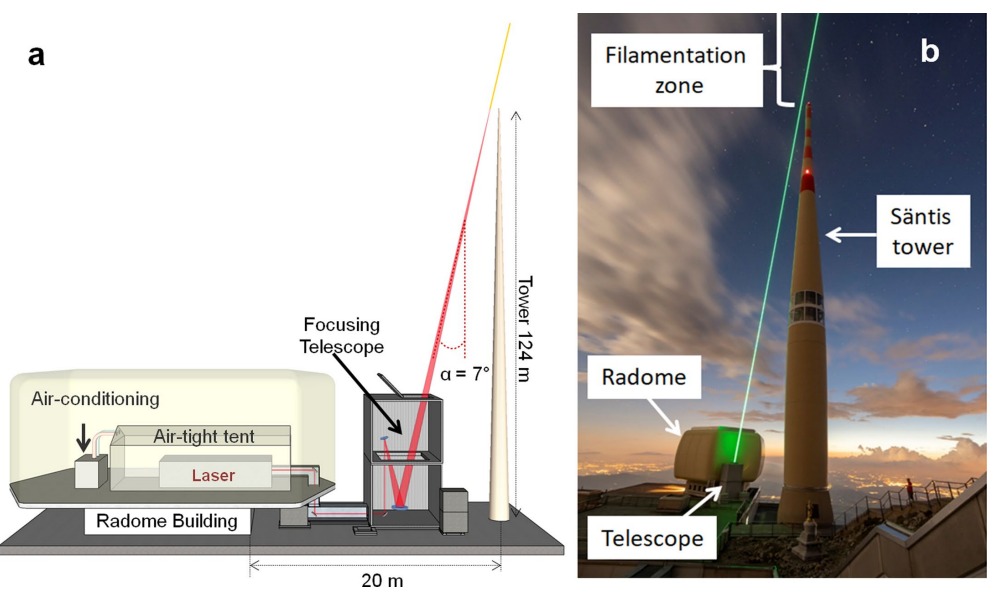 a
Focusing
Telescope
Tower 124 m
α = 7°
Air-conditioning
Air-tight tent
Laser
Radome Building
20 m
b
Filamentation
zone
Säntis
tower
Radome
Telescope